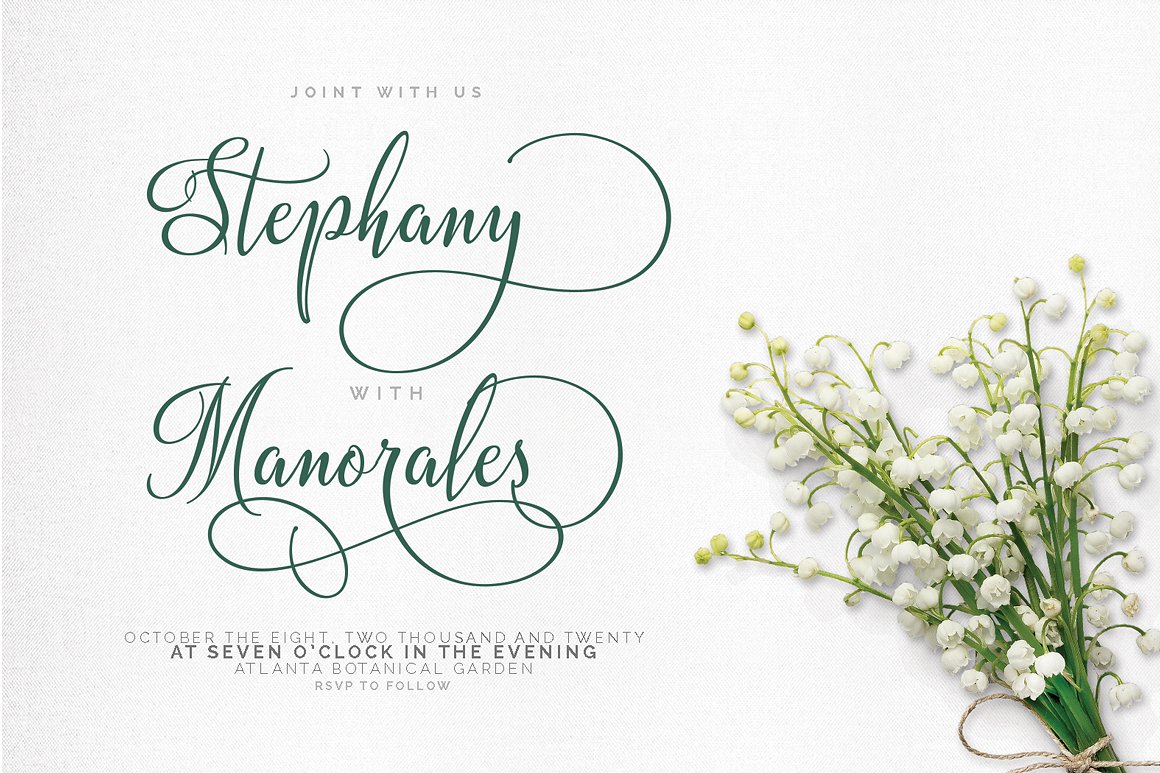 JOINT WITH US
Stephany
WITH
Manorales
OCTOBER THE EIGHT, TWO THOUSAND AND TWENTY
AT SEVEN O'CLOCK IN THE EVENING
ATLANTA BOTANICAL GARDEN
RSVP TO FOLLOW